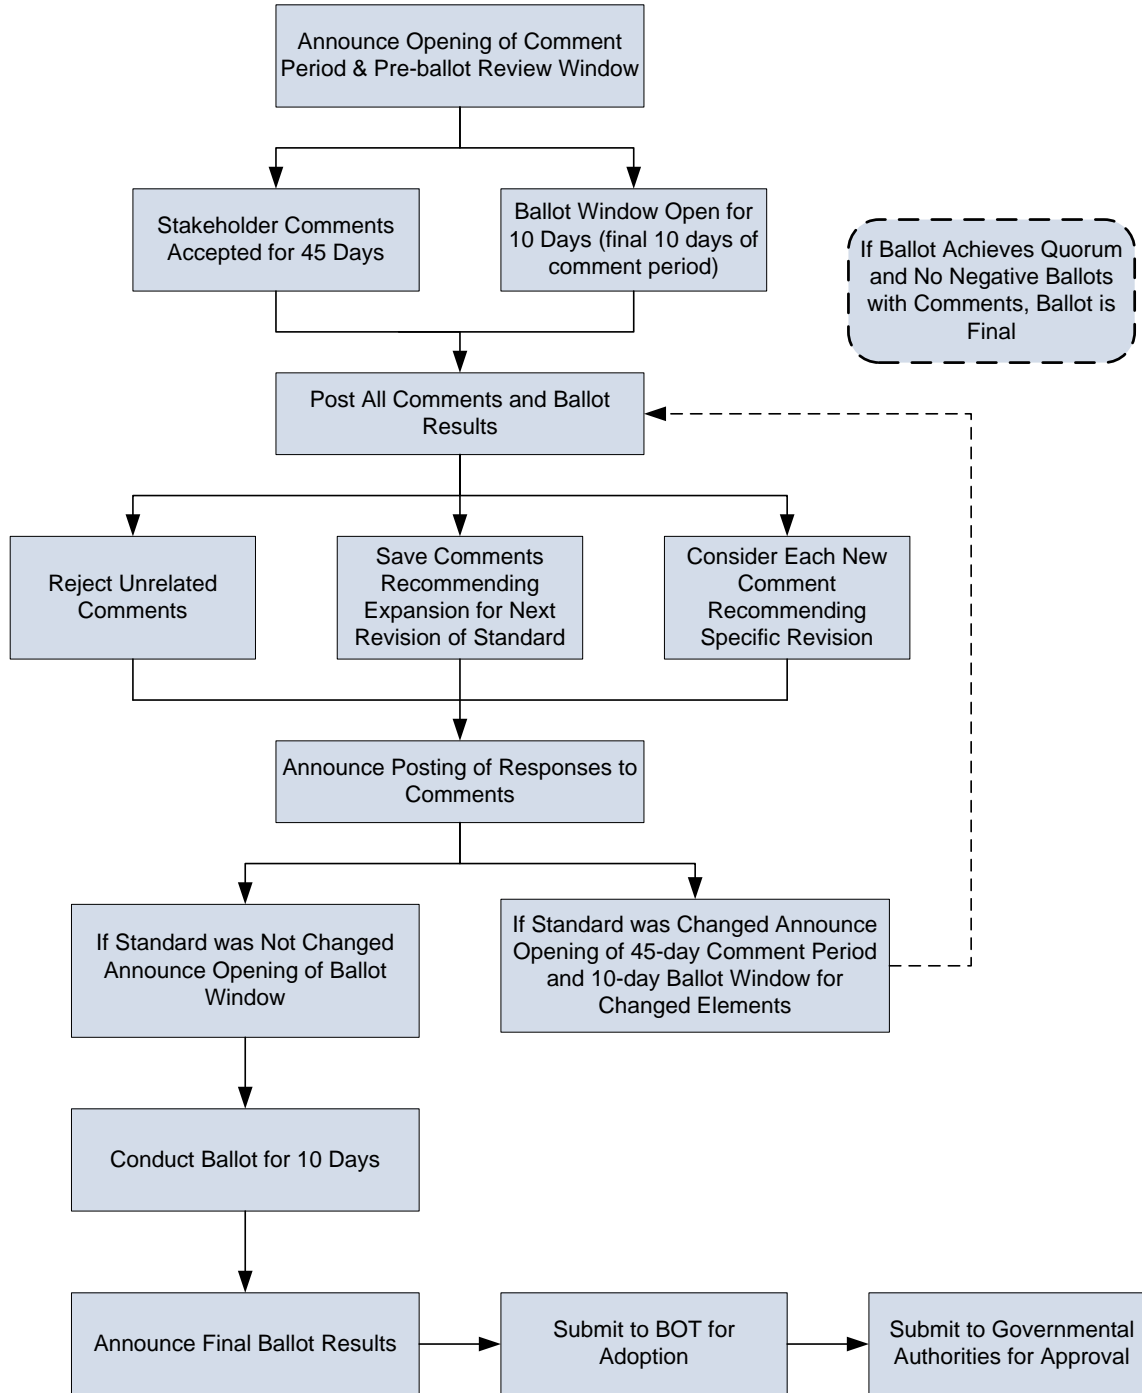 Announce Opening of Comment
Period & Pre-ballot Review Window
Stakeholder Comments
Accepted for 45 Days
Ballot Window Open for
10 Days (final 10 days of
comment period)
If Ballot Achieves Quorum
and No Negative Ballots
with Comments, Ballot is
Final
Post All Comments and Ballot
Results
Reject Unrelated
Comments
Save Comments
Recommending
Expansion for Next
Revision of Standard
Consider Each New
Comment
Recommending
Specific Revision
Announce Posting of Responses to
Comments
If Standard was Not Changed
Announce Opening of Ballot
Window
If Standard was Changed Announce
Opening of 45-day Comment Period
and 10-day Ballot Window for
Changed Elements
Conduct Ballot for 10 Days
Announce Final Ballot Results
Submit to BOT for
Adoption
Submit to Governmental
Authorities for Approval